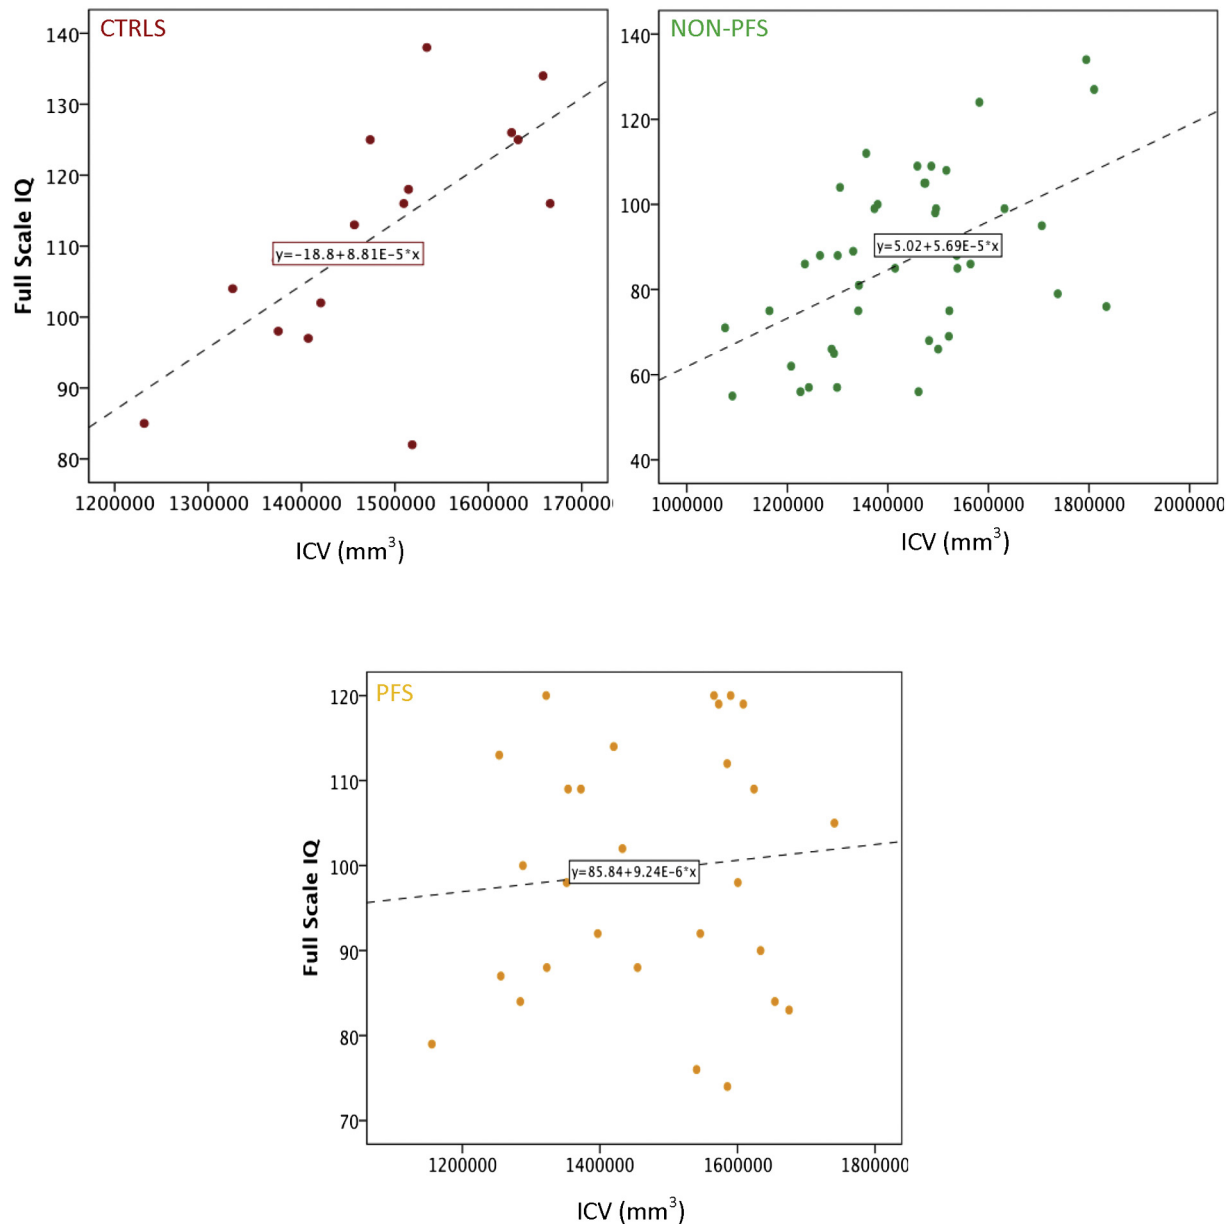 CTRLS
Full Scale IQ
140
130
120
110
100
90
80
y=-18.8+8.81E-5*x
1200000 1300000 1400000 1500000 1600000 1700000
ICV (mm³)
NON-PFS
140
120
100
80
60
40
y=5.02+5.69E-5*x
1000000 1200000 1400000 1600000 1800000 2000000
ICV (mm³)
PFS
Full Scale IQ
120
110
100
90
80
70
y=85.84+9.24E-6*x
1200000 1400000 1600000 1800000
ICV (mm³)